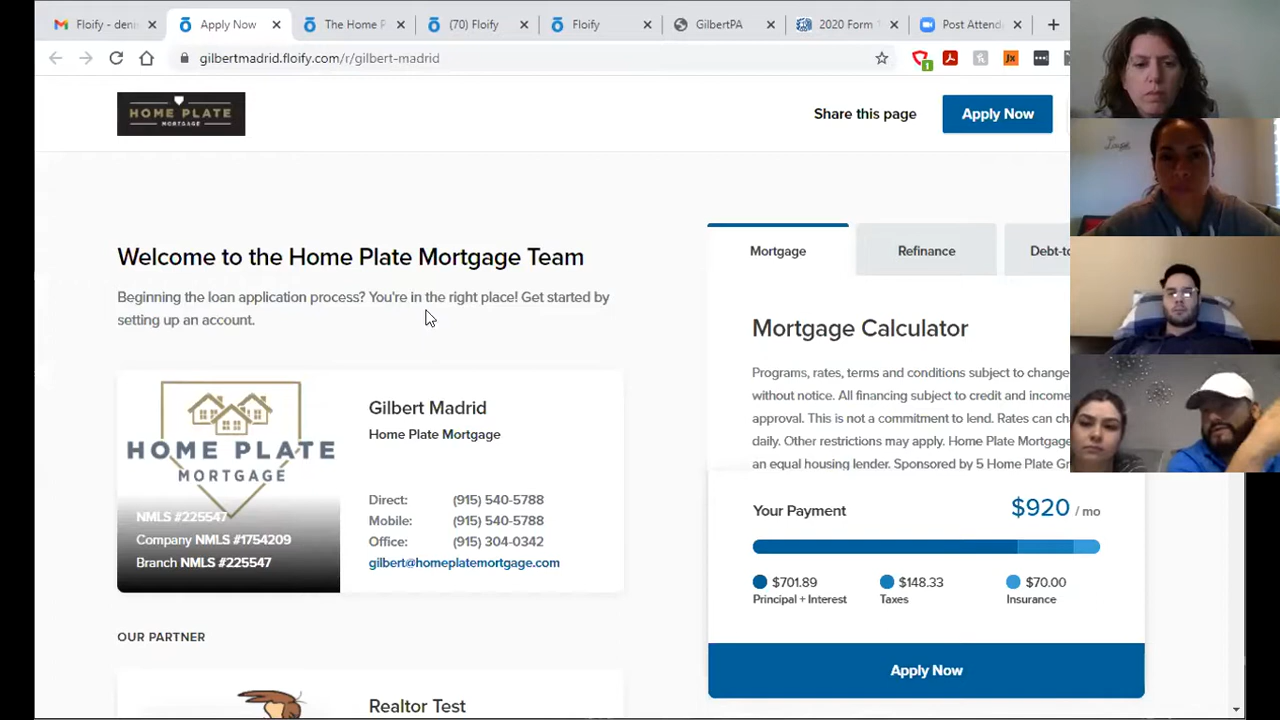 Floify - deni
Apply Now
The Home P
(70) Floify
Floify
GilbertPA
2020 Form
Post Attend
gilbertmadrid.floify.com/r/gilbert-madrid
1
HOME PLATE
MORTGAGE
Share this page
Apply Now
Welcome to the Home Plate Mortgage Team
Beginning the loan application process? You're in the right place! Get started by
setting up an account.
HOME PLATE
MORTGAGE
NMLS #225547
Company NMLS #1754209
Branch NMLS #225547
Gilbert Madrid
Home Plate Mortgage
Direct: (915) 540-5788
Mobile: (915) 540-5788
Office: (915) 304-0342
gilbert@homeplatemortgage.com
OUR PARTNER
Realtor Test
Mortgage
Refinance
Debt-to
Mortgage Calculator
Programs, rates, terms and conditions subject to change
without notice. All financing subject to credit and income
approval. This is not a commitment to lend. Rates can ch
daily. Other restrictions may apply. Home Plate Mortgage
an equal housing lender. Sponsored by 5 Home Plate Gr
Your Payment $920 / mo
$701.89 $148.33 $70.00
Principal + Interest Taxes Insurance
Apply Now